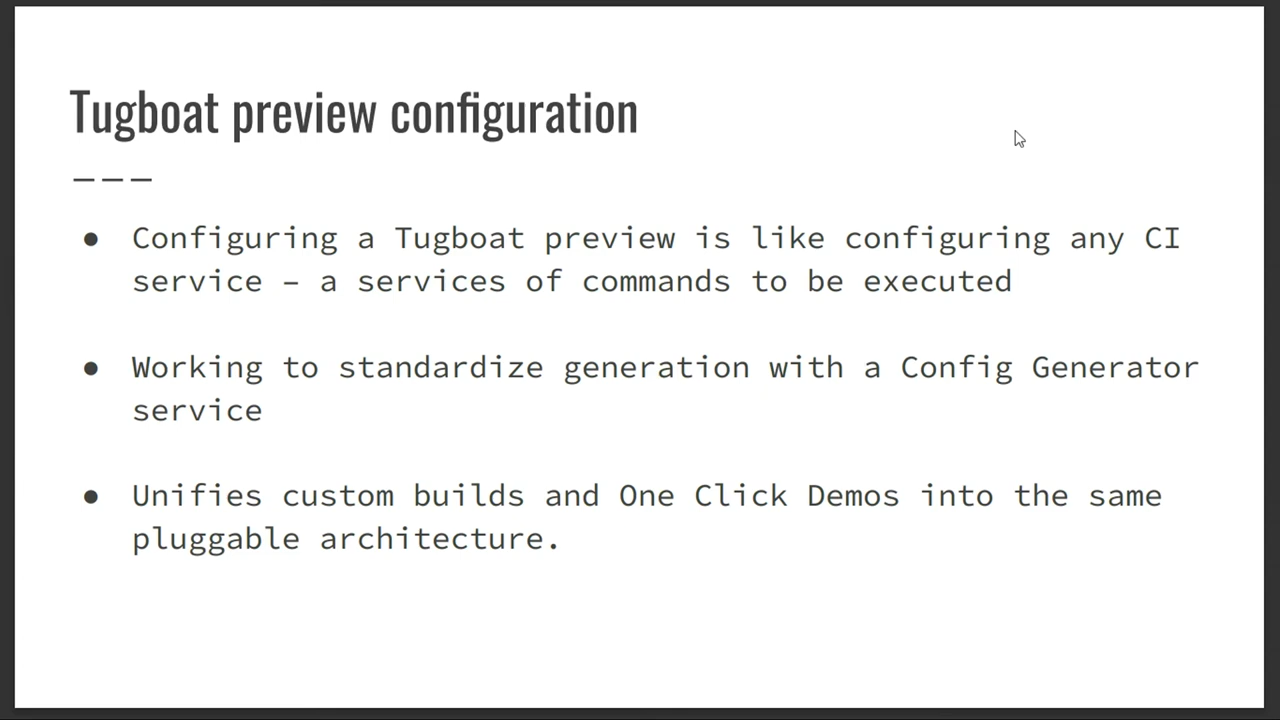 Tugboat preview configuration
● Configuring a Tugboat preview is like configuring any CI
service – a services of commands to be executed
● Working to standardize generation with a Config Generator
service
● Unifies custom builds and One Click Demos into the same
pluggable architecture.